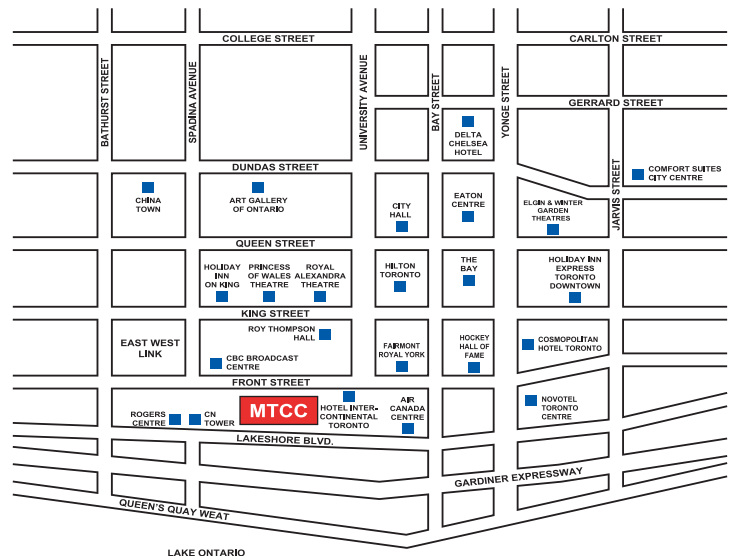 COLLEGE STREET
CARLTON STREET
BATHURST STREET
SPADINA AVENUE
UNIVERSITY AVENUE
BAY STREET
YONGE STREET
GERRARD STREET
DELTA
CHELSEA
HOTEL
DUNDAS STREET
JARVIS STREET
COMFORT SUITES
CITY CENTRE
CHINA
TOWN
ART GALLERY
OF ONTARIO
CITY
HALL
EATON
CENTRE
ELGIN & WINTER
GARDEN
THEATRES
QUEEN STREET
HOLIDAY
INN
ON KING
PRINCESS
OF WALES
THEATRE
ROYAL
ALEXANDRA
THEATRE
HILTON
TORONTO
THE
BAY
HOLIDAY INN
EXPRESS
TORONTO
DOWNTOWN
KING STREET
EAST WEST
LINK
ROY THOMPSON
HALL
CBC BROADCAST
CENTRE
FAIRMONT
ROYAL YORK
HOCKEY
HALL OF
FAME
COSMOPOLITAN
HOTEL TORONTO
FRONT STREET
ROGERS
CENTRE
CN
TOWER
MTCC
HOTEL INTER-
CONTINENTAL
TORONTO
AIR
CANADA
CENTRE
NOVOTEL
TORONTO
CENTRE
LAKESHORE BLVD.
GARDINER EXPRESSWAY
QUEEN'S QUAY WEAT
LAKE ONTARIO